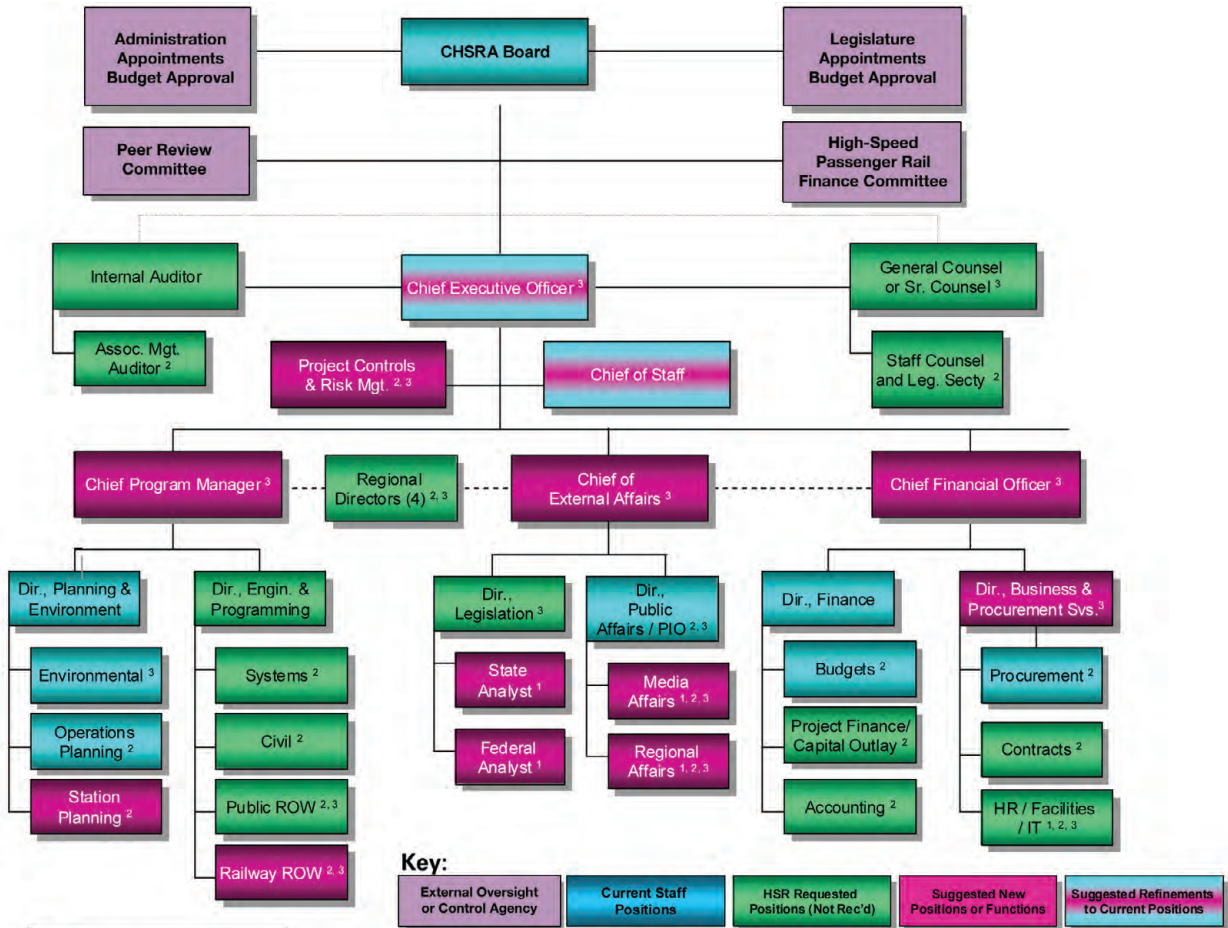 Administration
Appointments
Budget Approval
CHSRA Board
Legislature
Appointments
Budget Approval
Peer Review
Committee
High-Speed
Passenger Rail
Finance Committee
Internal Auditor
Chief Executive Officer 3
General Counsel
or Sr. Counsel 3
Assoc. Mgt.
Auditor 2
Project Controls
& Risk Mgt. 2, 3
Chief of Staff
Staff Counsel
and Leg. Secty 2
Chief Program Manager 3
Regional
Directors (4) 2, 3
Chief of
External Affairs 3
Chief Financial Officer 3
Dir., Planning &
Environment
Dir., Engin. &
Programming
Dir.,
Legislation 3
Dir.,
Public
Affairs / PIO 2, 3
Dir., Finance
Dir., Business &
Procurement Svs. 3
Environmental 3
Operations
Planning 2
Station
Planning 2
Systems 2
Civil 2
Public ROW 2, 3
Railway ROW 2, 3
State
Analyst 1
Federal
Analyst 1
Media
Affairs 1, 2, 3
Regional
Affairs 1, 2, 3
Budgets 2
Project Finance/
Capital Outlay 2
Accounting 2
Procurement 2
Contracts 2
HR / Facilities
/ IT 1, 2, 3
Key:
External Oversight
or Control Agency
Current Staff
Positions
HSR Requested
Positions (Not Rec'd)
Suggested New
Positions or Functions
Suggested Refinements
to Current Positions